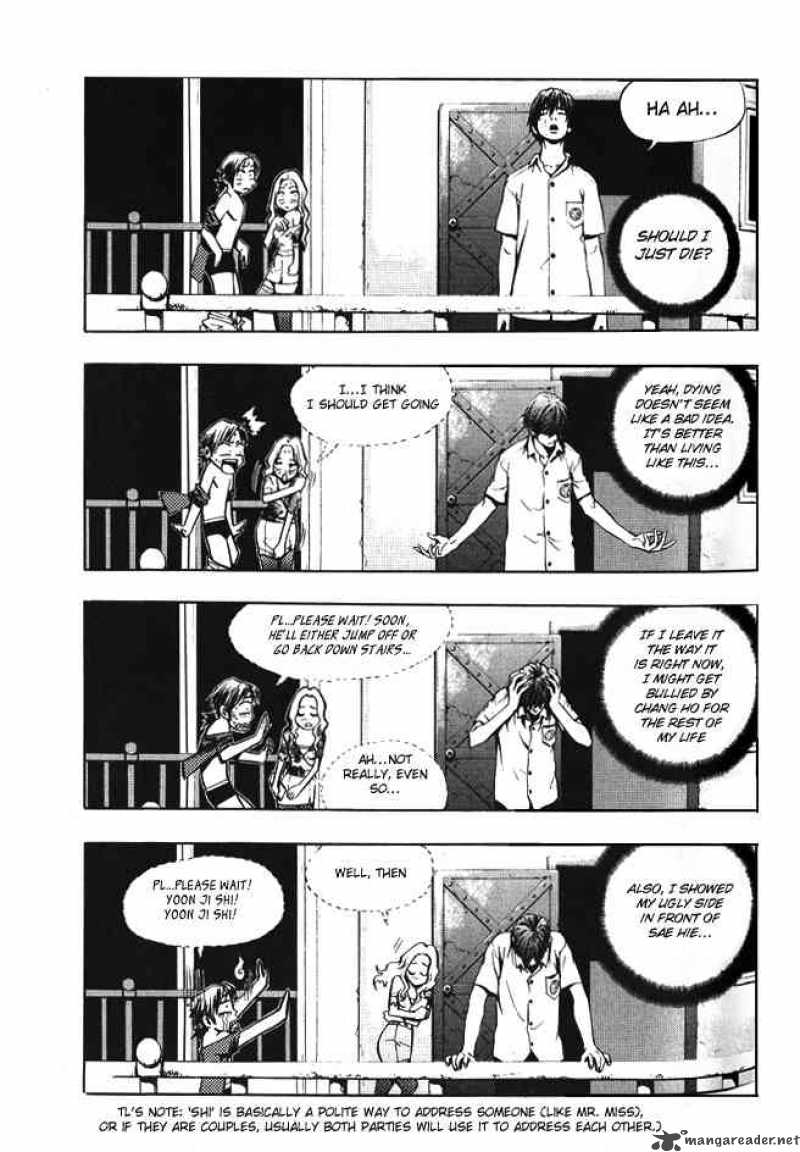 HA AH...
SHOULD I
JUST DIE?
I...I THINK
I SHOULD GET GOING
YEAH, DYING
DOESN'T SEEM
LIKE A BAD IDEA.
IT'S BETTER
THAN LIVING
LIKE THIS...
PL...PLEASE WAIT! SOON,
HE'LL EITHER JUMP OFF OR
GO BACK DOWN STAIRS...
AH...NOT
REALLY, EVEN
SO...
IF I LEAVE IT
THE WAY IT
IS RIGHT NOW,
I MIGHT GET
BULLIED BY
CHANG HO FOR
THE REST OF
MY LIFE
PL...PLEASE WAIT!
YOON JI SHI!
YOON JI SHI!
WELL, THEN
ALSO, I SHOWED
MY UGLY SIDE
IN FRONT OF
SAE HIE...
TL'S NOTE: 'SHI' IS BASICALLY A POLITE WAY TO ADDRESS SOMEONE (LIKE MR. MISS),
OR IF THEY ARE COUPLES, USUALLY BOTH PARTIES WILL USE IT TO ADDRESS EACH OTHER.)
mangareader.net